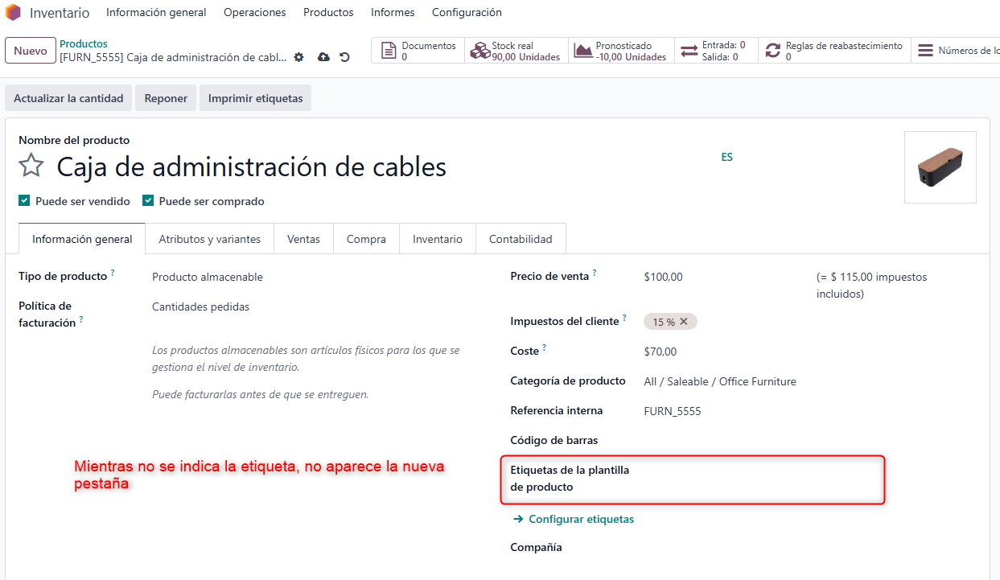 Inventario Información general Operaciones Productos Informes Configuración
Nuevo
Productos
[FURN_5555] Caja de administración de cabl...
Documentos
0
Stock real
90,00 Unidades
Pronosticado
-10,00 Unidades
Entrada: 0
Salida: 0
Reglas de reabastecimiento
0
Números de lo
Actualizar la cantidad Reponer Imprimir etiquetas
Nombre del producto
Caja de administración de cables
ES
Puede ser vendido Puede ser comprado
Información general Atributos y variantes Ventas Compra Inventario Contabilidad
Tipo de producto ? Producto almacenable
Política de
facturación ?
Cantidades pedidas
Los productos almacenables son artículos físicos para los que se
gestiona el nivel de inventario.
Puede facturarlas antes de que se entreguen.
Precio de venta ? $100,00
(= $ 115,00 impuestos
incluidos)
Impuestos del cliente ? 15 %
Coste ? $70,00
Categoría de producto All / Saleable / Office Furniture
Referencia interna FURN_5555
Código de barras
Etiquetas de la plantilla
de producto
Configurar etiquetas
Compañía
Mientras no se indica la etiqueta, no aparece la nueva
pestaña